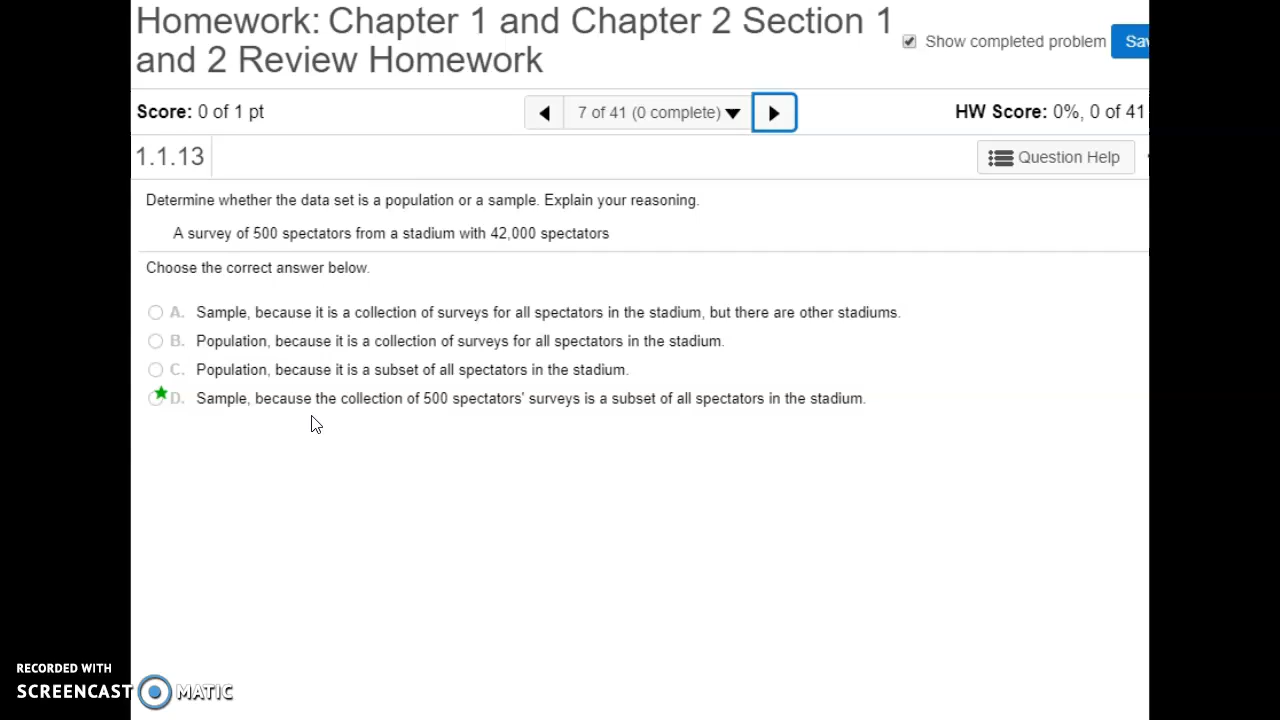 Homework: Chapter 1 and Chapter 2 Section 1
and 2 Review Homework
Show completed problem
Score: 0 of 1 pt
7 of 41 (0 complete)
HW Score: 0%, 0 of 41
1.1.13
Question Help
Determine whether the data set is a population or a sample. Explain your reasoning.
A survey of 500 spectators from a stadium with 42,000 spectators
Choose the correct answer below.
A. Sample, because it is a collection of surveys for all spectators in the stadium, but there are other stadiums.
B. Population, because it is a collection of surveys for all spectators in the stadium.
C. Population, because it is a subset of all spectators in the stadium.
D. Sample, because the collection of 500 spectators' surveys is a subset of all spectators in the stadium.
RECORDED WITH
SCREENCAST MATIC